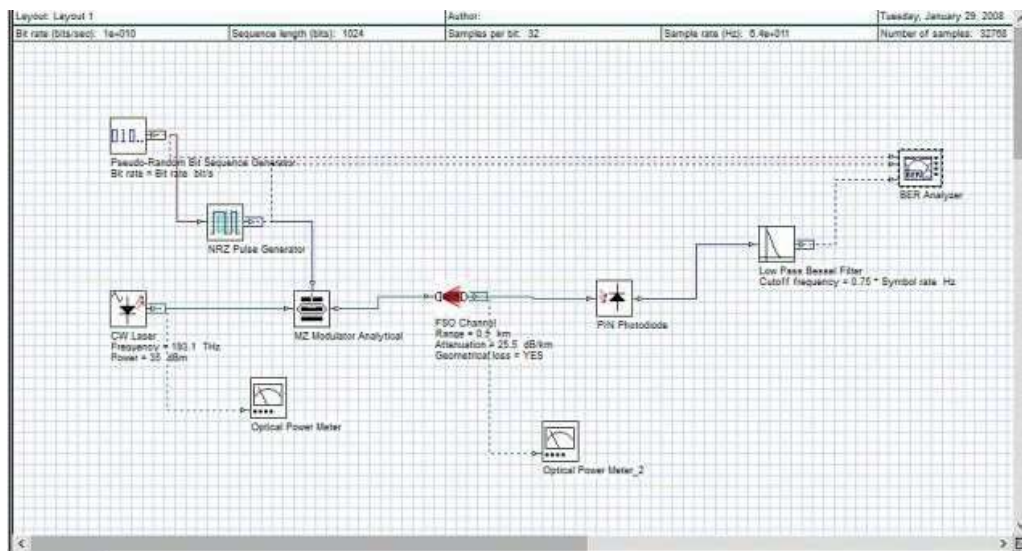 Layout: Layout 1
Author:
Tuesday, January 29, 2008
Bit rate (bits/sec): 1e+010
Sequence length (bits): 1024
Samples per bit: 32
Sample rate (Hz): 6.4e+011
Number of samples: 32768
Pseudo-Random Bit Sequence Generator
Bit rate = Bit rate bit/s
BER Analyzer
NRZ Pulse Generator
Low Pass Bessel Filter
Cutoff frequency = 0.75 * Symbol rate Hz
CW Laser
Frequency = 193.1 THz
Power = 35 dBm
MZ Modulator Analytical
FSO Channel
Range = 0.5 km
Attenuation = 25.5 dB/km
Geometrical loss = YES
PIN Photodiode
Optical Power Meter
Optical Power Meter_2